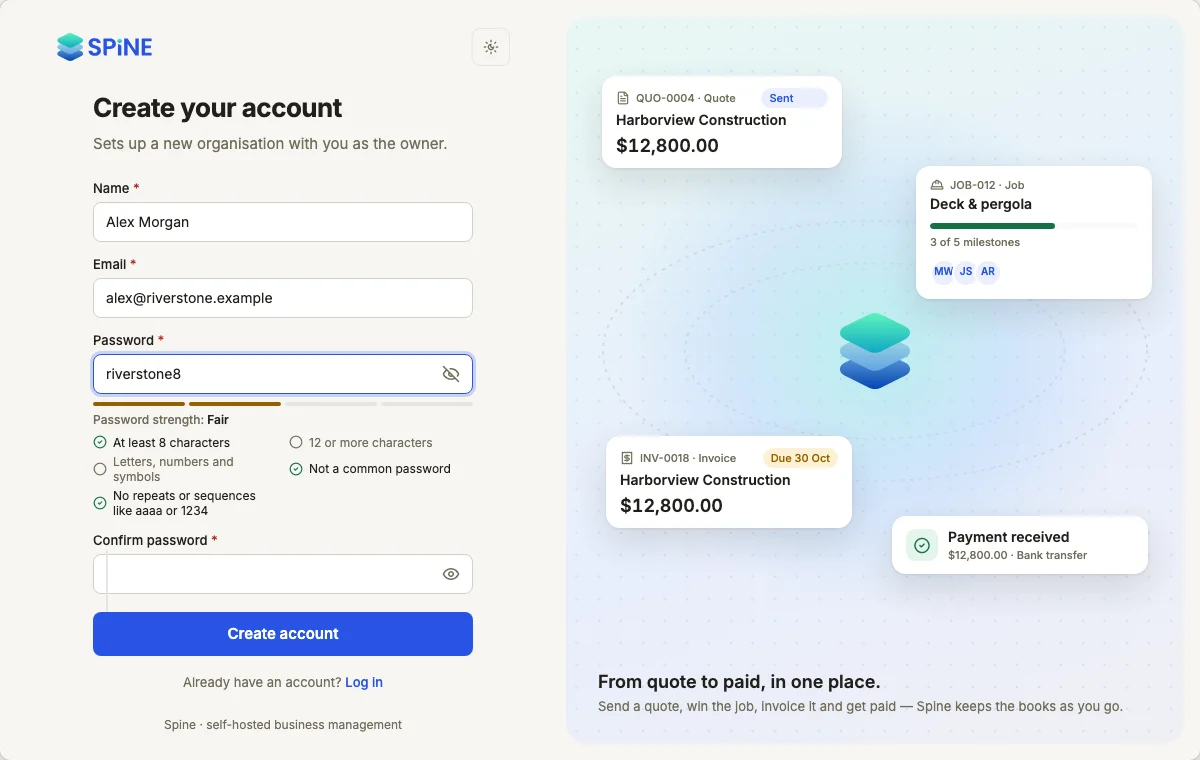 SPiNE
Create your account
Sets up a new organisation with you as the owner.
Name *
Alex Morgan
Email *
alex@riverstone.example
Password *
riverstone8
Password strength: Fair
At least 8 characters
12 or more characters
Letters, numbers and
symbols
Not a common password
No repeats or sequences
like aaaa or 1234
Confirm password *
Create account
Already have an account? Log in
Spine · self-hosted business management
QUO-0004 · Quote
Sent
Harborview Construction
$12,800.00
JOB-012 · Job
Deck & pergola
3 of 5 milestones
MW JS AR
INV-0018 · Invoice
Due 30 Oct
Harborview Construction
$12,800.00
Payment received
$12,800.00 · Bank transfer
From quote to paid, in one place.
Send a quote, win the job, invoice it and get paid — Spine keeps the books as you go.